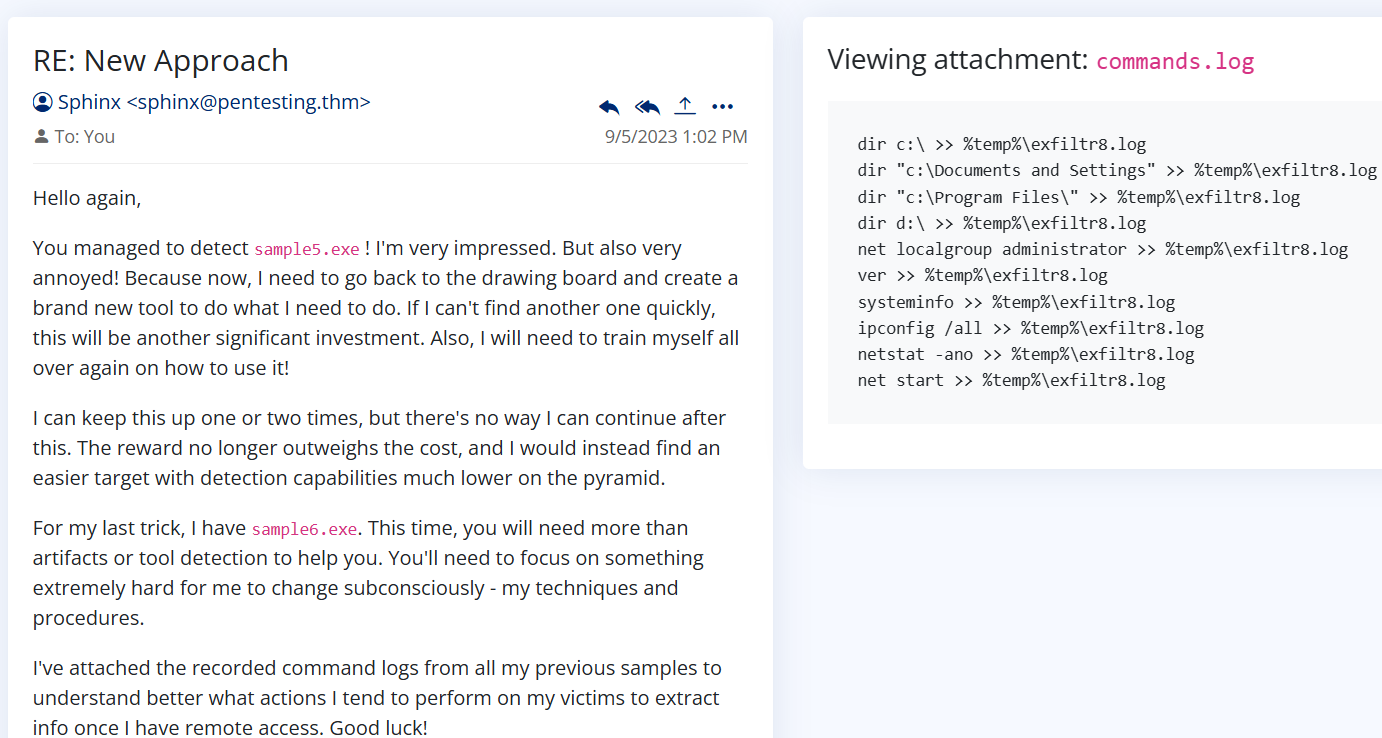 RE: New Approach
Sphinx <sphinx@pentesting.thm>
To: You
9/5/2023 1:02 PM
Hello again,
You managed to detect sample5.exe ! I'm very impressed. But also very
annoyed! Because now, I need to go back to the drawing board and create a
brand new tool to do what I need to do. If I can't find another one quickly,
this will be another significant investment. Also, I will need to train myself all
over again on how to use it!
I can keep this up one or two times, but there's no way I can continue after
this. The reward no longer outweighs the cost, and I would instead find an
easier target with detection capabilities much lower on the pyramid.
For my last trick, I have sample6.exe. This time, you will need more than
artifacts or tool detection to help you. You'll need to focus on something
extremely hard for me to change subconsciously - my techniques and
procedures.
I've attached the recorded command logs from all my previous samples to
understand better what actions I tend to perform on my victims to extract
info once I have remote access. Good luck!
Viewing attachment: commands.log
dir c:\ >> %temp%\exfiltr8.log
dir "c:\Documents and Settings" >> %temp%\exfiltr8.log
dir "c:\Program Files\" >> %temp%\exfiltr8.log
dir d:\ >> %temp%\exfiltr8.log
net localgroup administrator >> %temp%\exfiltr8.log
ver >> %temp%\exfiltr8.log
systeminfo >> %temp%\exfiltr8.log
ipconfig /all >> %temp%\exfiltr8.log
netstat -ano >> %temp%\exfiltr8.log
net start >> %temp%\exfiltr8.log